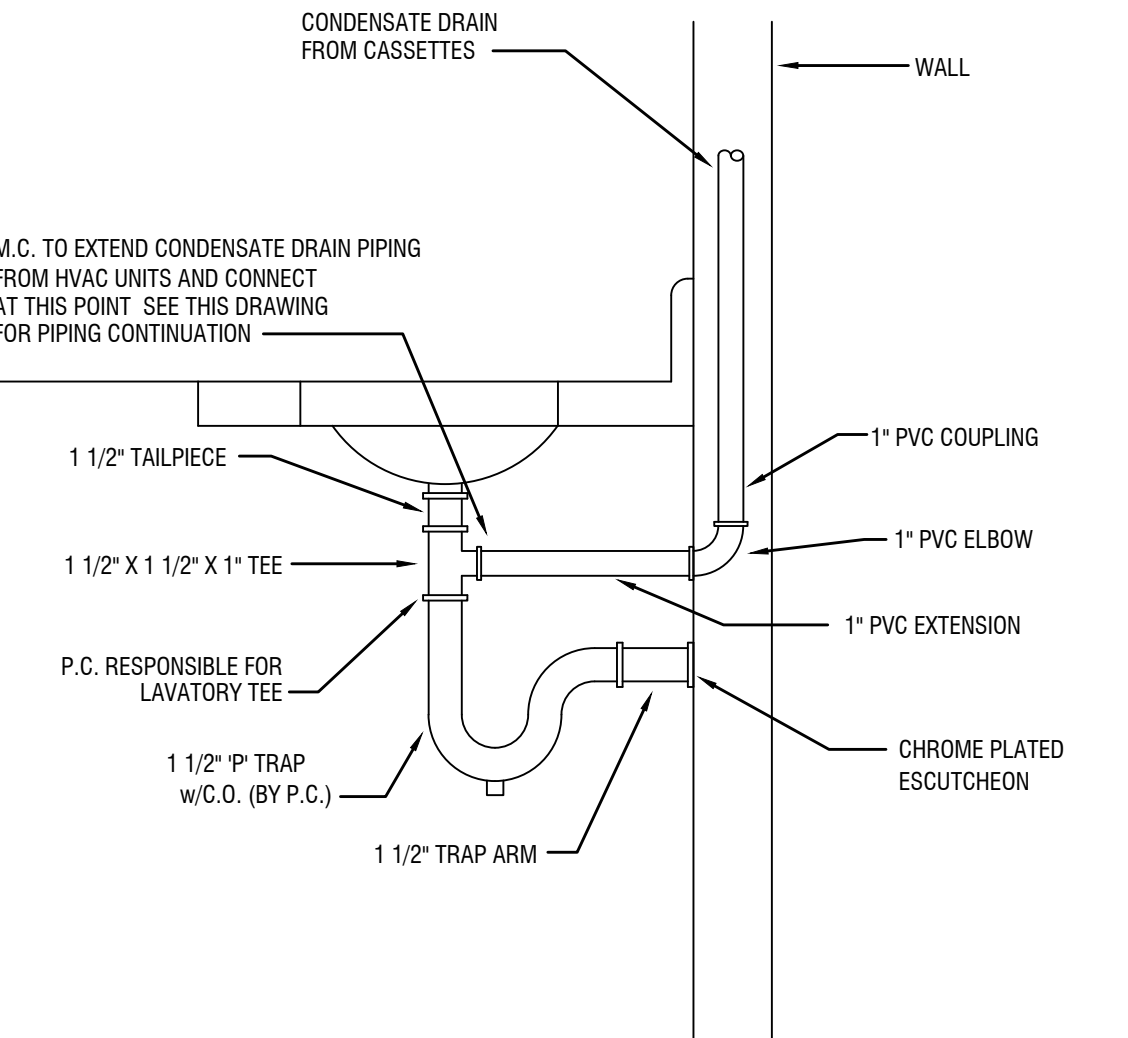 CONDENSATE DRAIN
FROM CASSETTES
WALL
M.C. TO EXTEND CONDENSATE DRAIN PIPING
FROM HVAC UNITS AND CONNECT
AT THIS POINT  SEE THIS DRAWING
FOR PIPING CONTINUATION
1" PVC COUPLING
1 1/2" TAILPIECE
1" PVC ELBOW
1 1/2" X 1 1/2" X 1" TEE
1" PVC EXTENSION
P.C. RESPONSIBLE FOR
LAVATORY TEE
CHROME PLATED
ESCUTCHEON
1 1/2" 'P' TRAP
w/C.O. (BY P.C.)
1 1/2" TRAP ARM